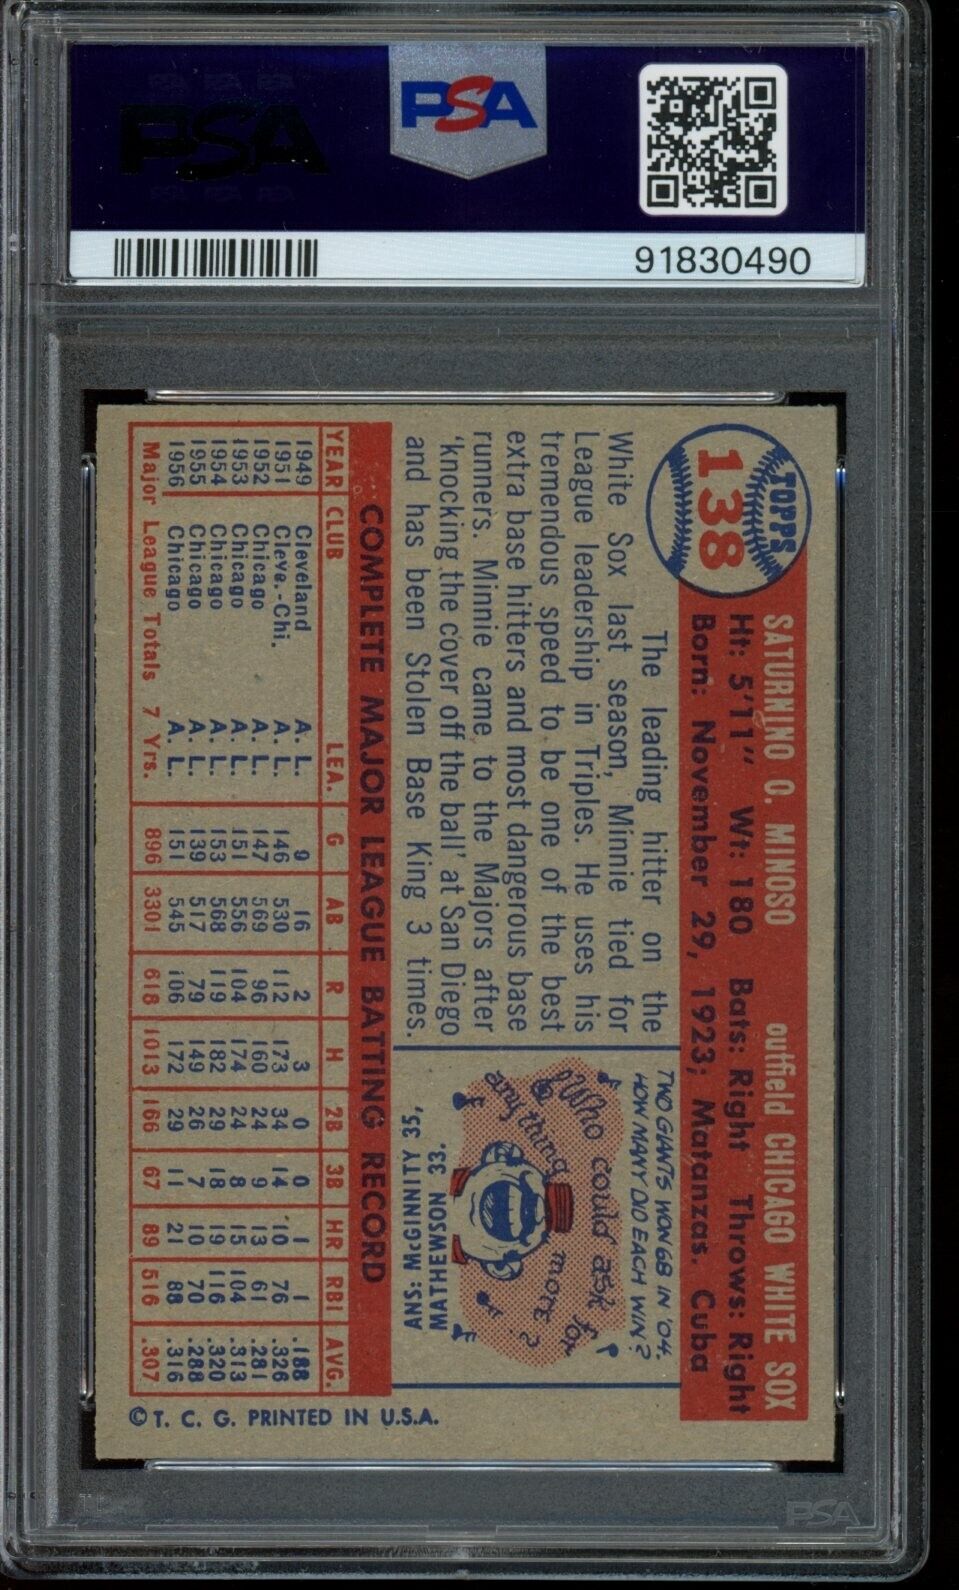 PSA
PSA
91830490
TOPPS
138
SATURNINO O. MINOSO outfield CHICAGO WHITE SOX
Ht: 5'11" Wt: 180 Bats: Right Throws: Right
Born: November 29, 1923; Matanzas, Cuba
The leading hitter on the
White Sox last season, Minnie tied for
League leadership in Triples. He uses his
tremendous speed to be one of the best
extra base hitters and most dangerous base
runners. Minnie came to the Majors after
'knocking the cover off the ball' at San Diego
and has been Stolen Base King 3 times.
TWO GIANTS WON 68 IN '04.
HOW MANY DID EACH WIN?
Who could ask for
anything more?
ANS: McGINNITY 35,
MATHEWSON 33.
COMPLETE MAJOR LEAGUE BATTING RECORD
YEAR CLUB LEA. G AB R H 2B 3B HR RBI AVG.
1949 Cleveland A. L. 9 16 2 3 0 0 1 1 .188
1951 Cleve.-Chi. A. L. 146 530 112 173 34 14 10 76 .326
1952 Chicago A. L. 147 569 96 160 24 9 13 61 .281
1953 Chicago A. L. 151 556 104 174 24 8 15 104 .313
1954 Chicago A. L. 153 568 119 182 29 18 19 116 .320
1955 Chicago A. L. 139 517 79 149 26 7 10 70 .288
1956 Chicago A. L. 151 545 106 172 29 11 21 88 .316
Major League Totals 7 Yrs. 896 3301 618 1013 166 67 89 516 .307
© T. C. G. PRINTED IN U.S.A.
PSA